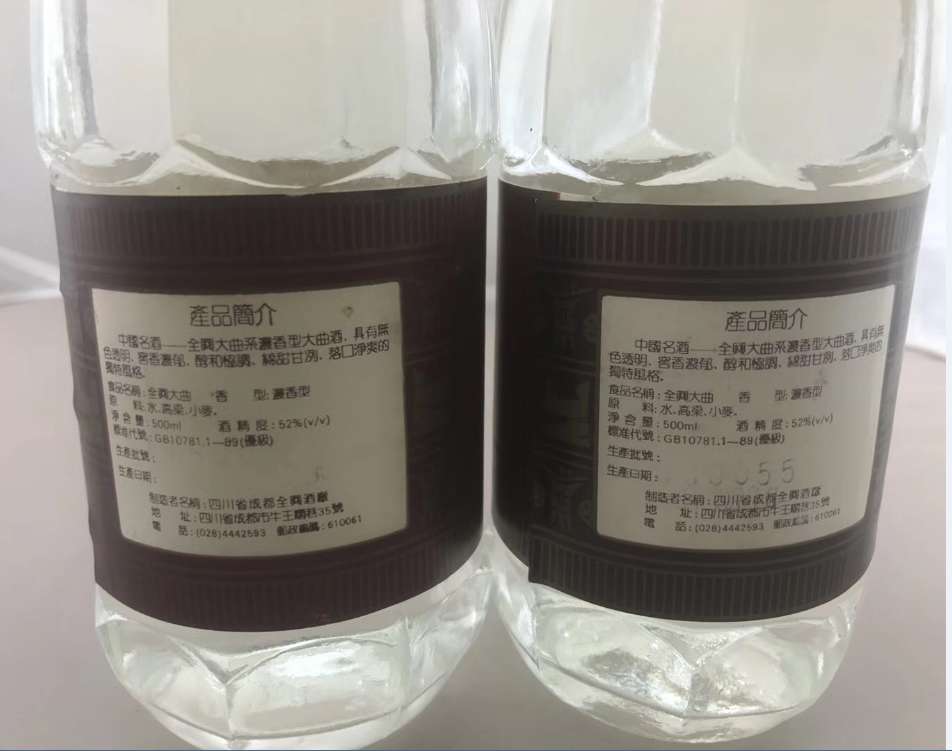 產品簡介
中國名酒——全興大曲系濃香型大曲酒, 具有無
色透明、窖香濃郁、醇和極調、綿甜甘冽、落口淨爽的
獨特風格。
食品名稱: 全興大曲 香 型: 濃香型
原 料: 水、高粱、小麥。
淨含量: 500ml 酒精度: 52%(v/v)
標准代號: GB10781.1—89(優級)
生產批號:
生產日期:
制造者名稱: 四川省成都全興酒廠
地 址: 四川省成都市牛王廟巷35號
電 話: (028)4442593 郵政編碼: 610061
產品簡介
中國名酒——全興大曲系濃香型大曲酒, 具有無
色透明、窖香濃郁、醇和極調、綿甜甘冽、落口淨爽的
獨特風格。
食品名稱: 全興大曲 香 型: 濃香型
原 料: 水、高粱、小麥。
淨含量: 500ml 酒精度: 52%(v/v)
標准代號: GB10781.1—89(優級)
生產批號:
生產日期: 55
制造者名稱: 四川省成都全興酒廠
地 址: 四川省成都市牛王廟巷35號
電 話: (028)4442593 郵政編碼: 610061